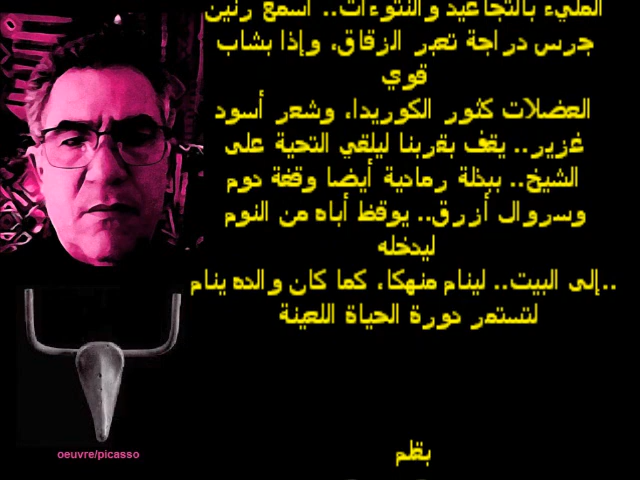 المليء بالتجاعيد والنتوءات.. أسمع رنين
جرس دراجة تعبر الزقاق، وإذا بشاب
قوي
العضلات كثور الكوريدا، وشعر أسود
غزير.. يقف بقربنا ليلقي التحية على
الشيخ.. ببذلة رمادية أيضا وقفة دوم
وسروال أزرق.. يوقظ أباه من النوم
ليدخله
..إلى البيت.. لينام منهكا، كما كان والده ينام
لتستمر دورة الحياة اللعينة
بقلم
oeuvre/picasso